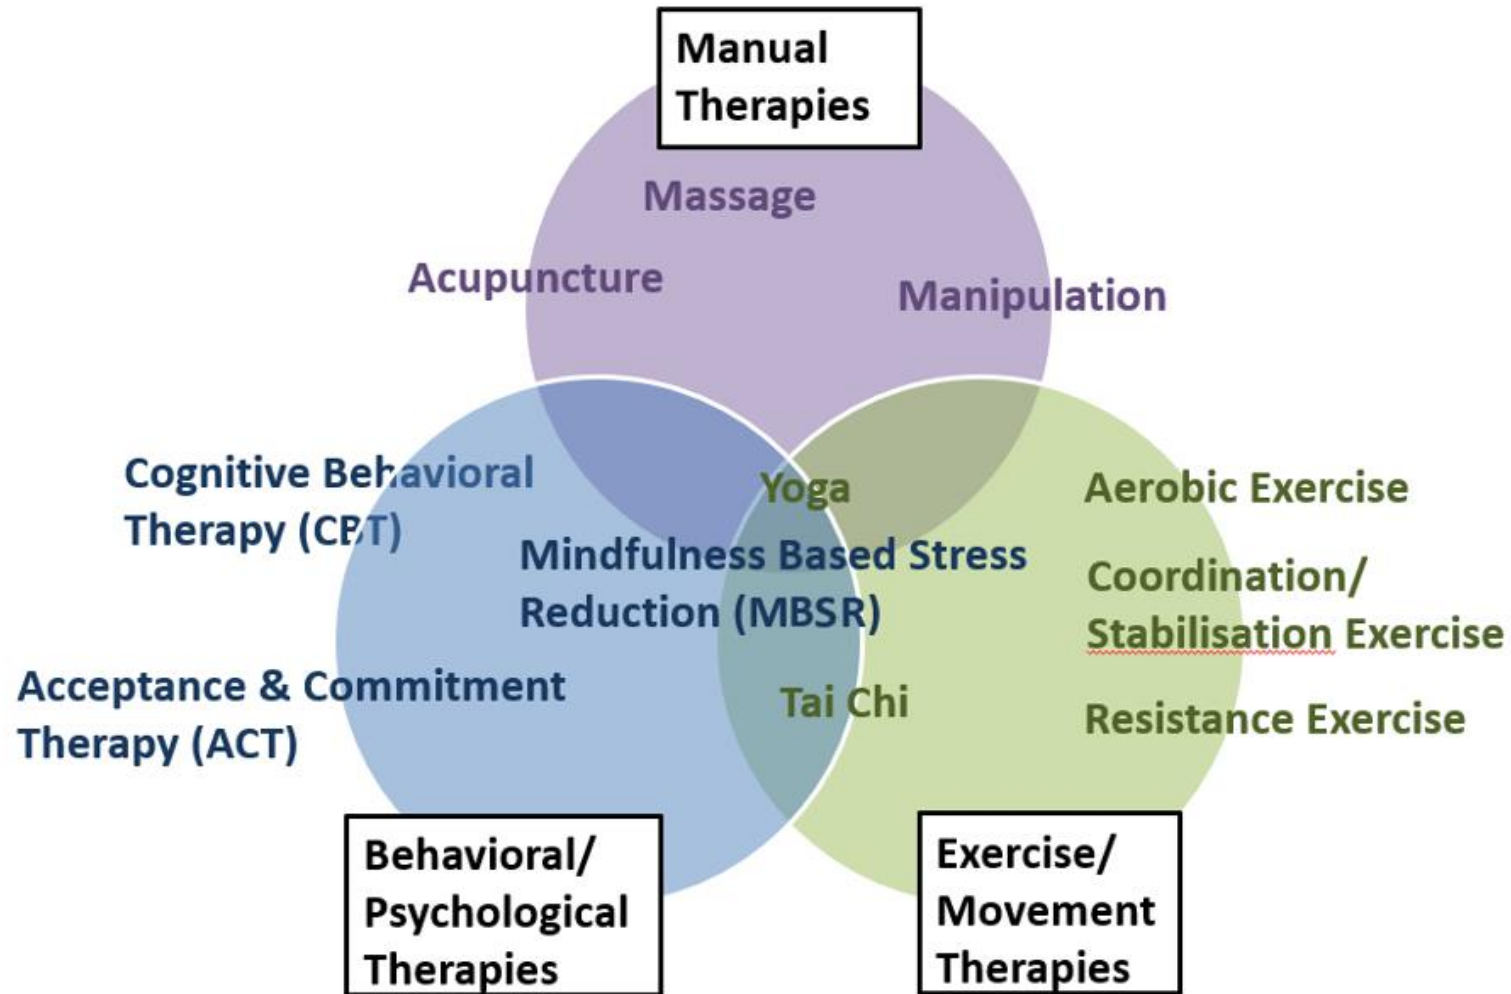 Manual
Therapies
Massage
Acupuncture
Manipulation
Cognitive Behavioral
Therapy (CBT)
Yoga
Aerobic Exercise
Mindfulness Based Stress
Reduction (MBSR)
Coordination/
Stabilisation Exercise
Acceptance & Commitment
Therapy (ACT)
Tai Chi
Resistance Exercise
Behavioral/
Psychological
Therapies
Exercise/
Movement
Therapies